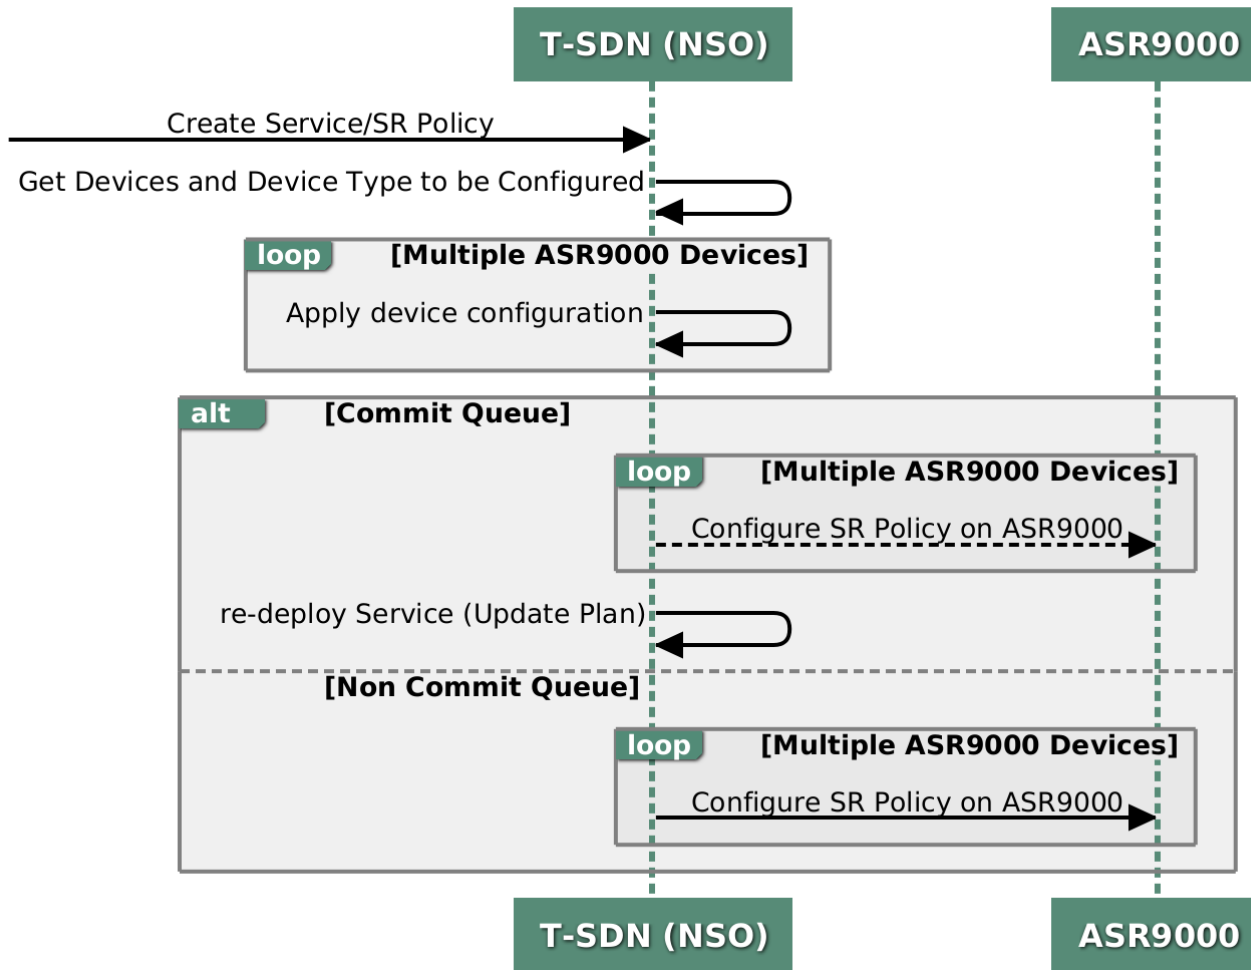 T-SDN (NSO)
ASR9000
Create Service/SR Policy
Get Devices and Device Type to be Configured
loop
[Multiple ASR9000 Devices]
Apply device configuration
alt
[Commit Queue]
loop
[Multiple ASR9000 Devices]
Configure SR Policy on ASR9000
re-deploy Service (Update Plan)
[Non Commit Queue]
loop
[Multiple ASR9000 Devices]
Configure SR Policy on ASR9000
T-SDN (NSO)
ASR9000